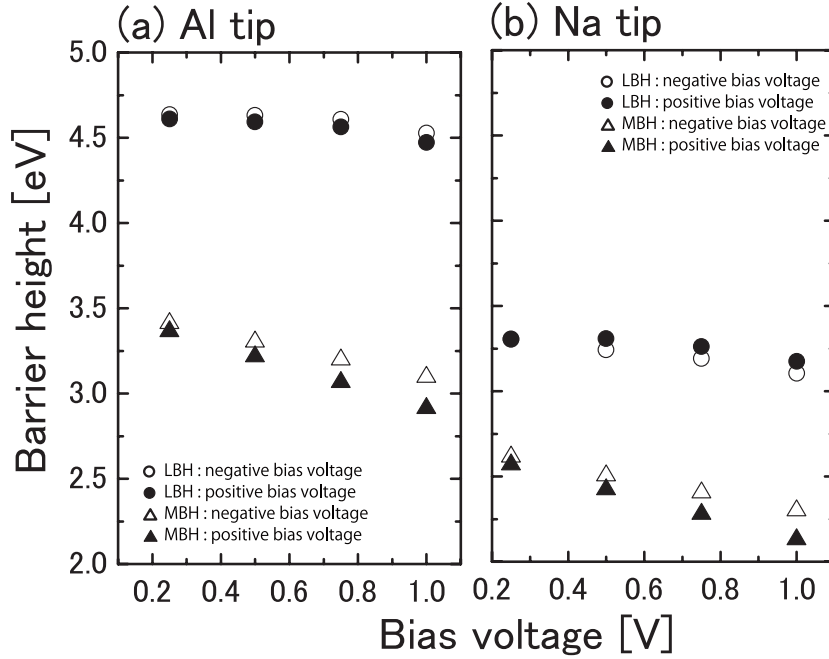 (a) Al tip
(b) Na tip
Barrier height [eV]
5.0
4.5
4.0
3.5
3.0
2.5
2.0
LBH : negative bias voltage
LBH : positive bias voltage
MBH : negative bias voltage
MBH : positive bias voltage
0.2 0.4 0.6 0.8 1.0
LBH : negative bias voltage
LBH : positive bias voltage
MBH : negative bias voltage
MBH : positive bias voltage
0.2 0.4 0.6 0.8 1.0
Bias voltage [V]